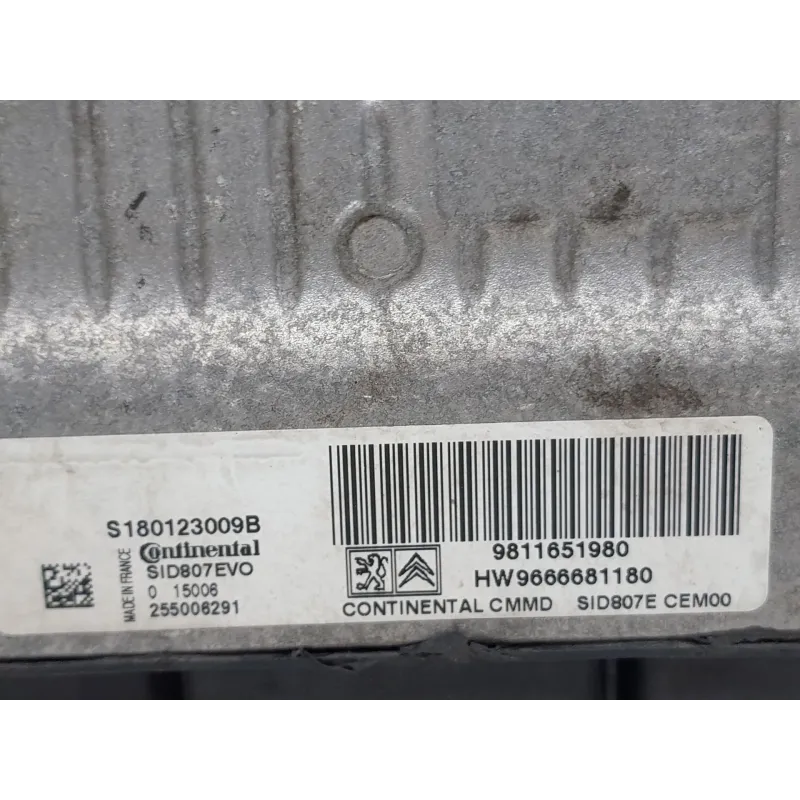 S180123009B
Continental
SID807EVO
0 15006
255006291
MADE IN FRANCE
9811651980
HW9666681180
CONTINENTAL CMMD SID807E CEM00